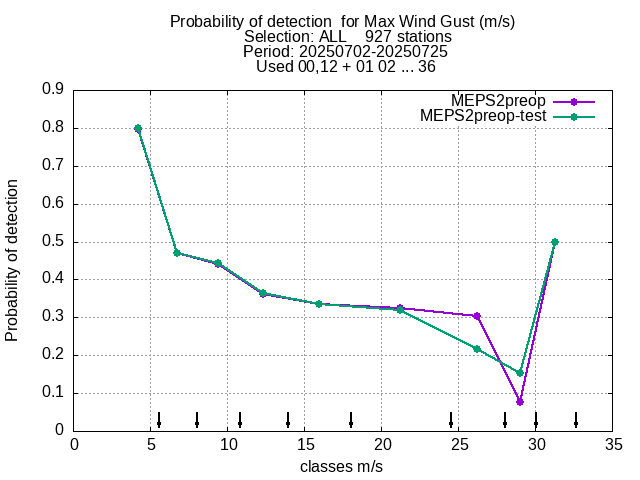 Probability of detection  for Max Wind Gust (m/s)
Selection: ALL    927 stations
Period: 20250702-20250725
Used 00,12 + 01 02 ... 36
MEPS2preop
MEPS2preop-test
Probability of detection
0.9
0.8
0.7
0.6
0.5
0.4
0.3
0.2
0.1
0
0 5 10 15 20 25 30 35
classes m/s